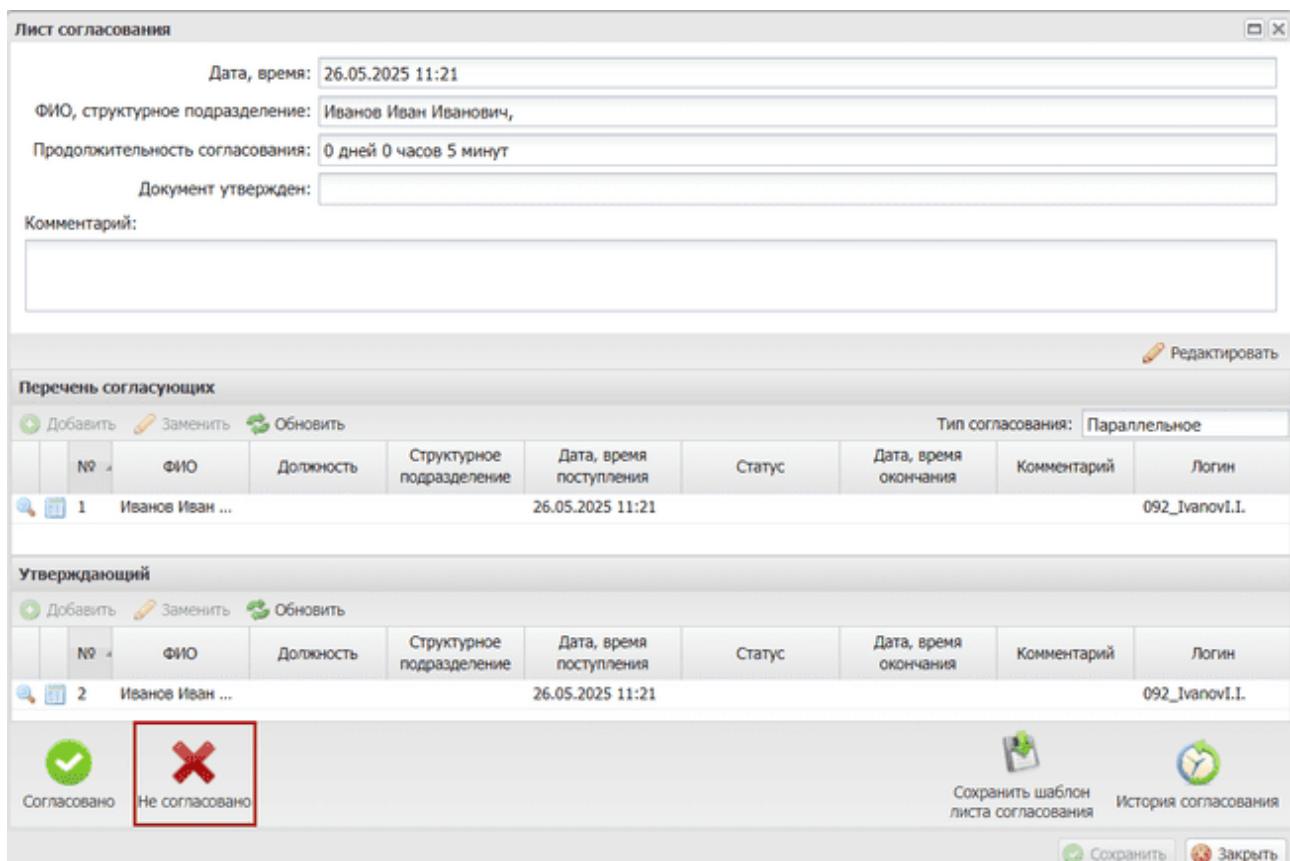 Лист согласования
Дата, время: 26.05.2025 11:21
ФИО, структурное подразделение: Иванов Иван Иванович,
Продолжительность согласования: 0 дней 0 часов 5 минут
Документ утвержден:
Комментарий:
Редактировать
Перечень согласующих
Добавить Заменить Обновить Тип согласования: Параллельное
№ ФИО Должность Структурное подразделение Дата, время поступления Статус Дата, время окончания Комментарий Логин
1 Иванов Иван ... 26.05.2025 11:21 092_IvanovI.I.
Утверждающий
Добавить Заменить Обновить
№ ФИО Должность Структурное подразделение Дата, время поступления Статус Дата, время окончания Комментарий Логин
2 Иванов Иван ... 26.05.2025 11:21 092_IvanovI.I.
Согласовано Не согласовано Сохранить шаблон листа согласования История согласования
Сохранить Закрыть